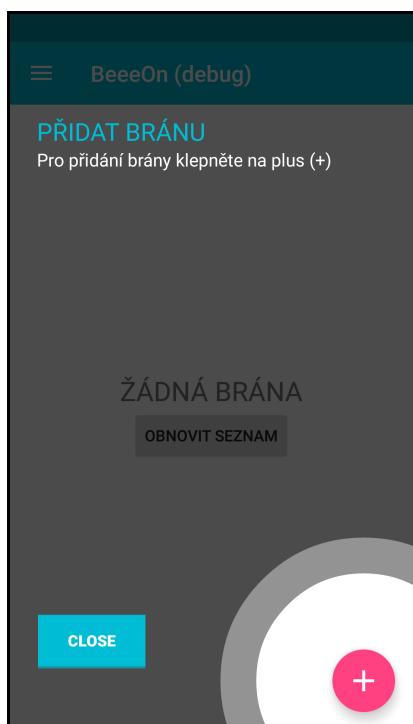 BeeeOn (debug)
PŘIDAT BRÁNU
Pro přidání brány klepněte na plus (+)
ŽÁDNÁ BRÁNA
OBNOVIT SEZNAM
CLOSE
+